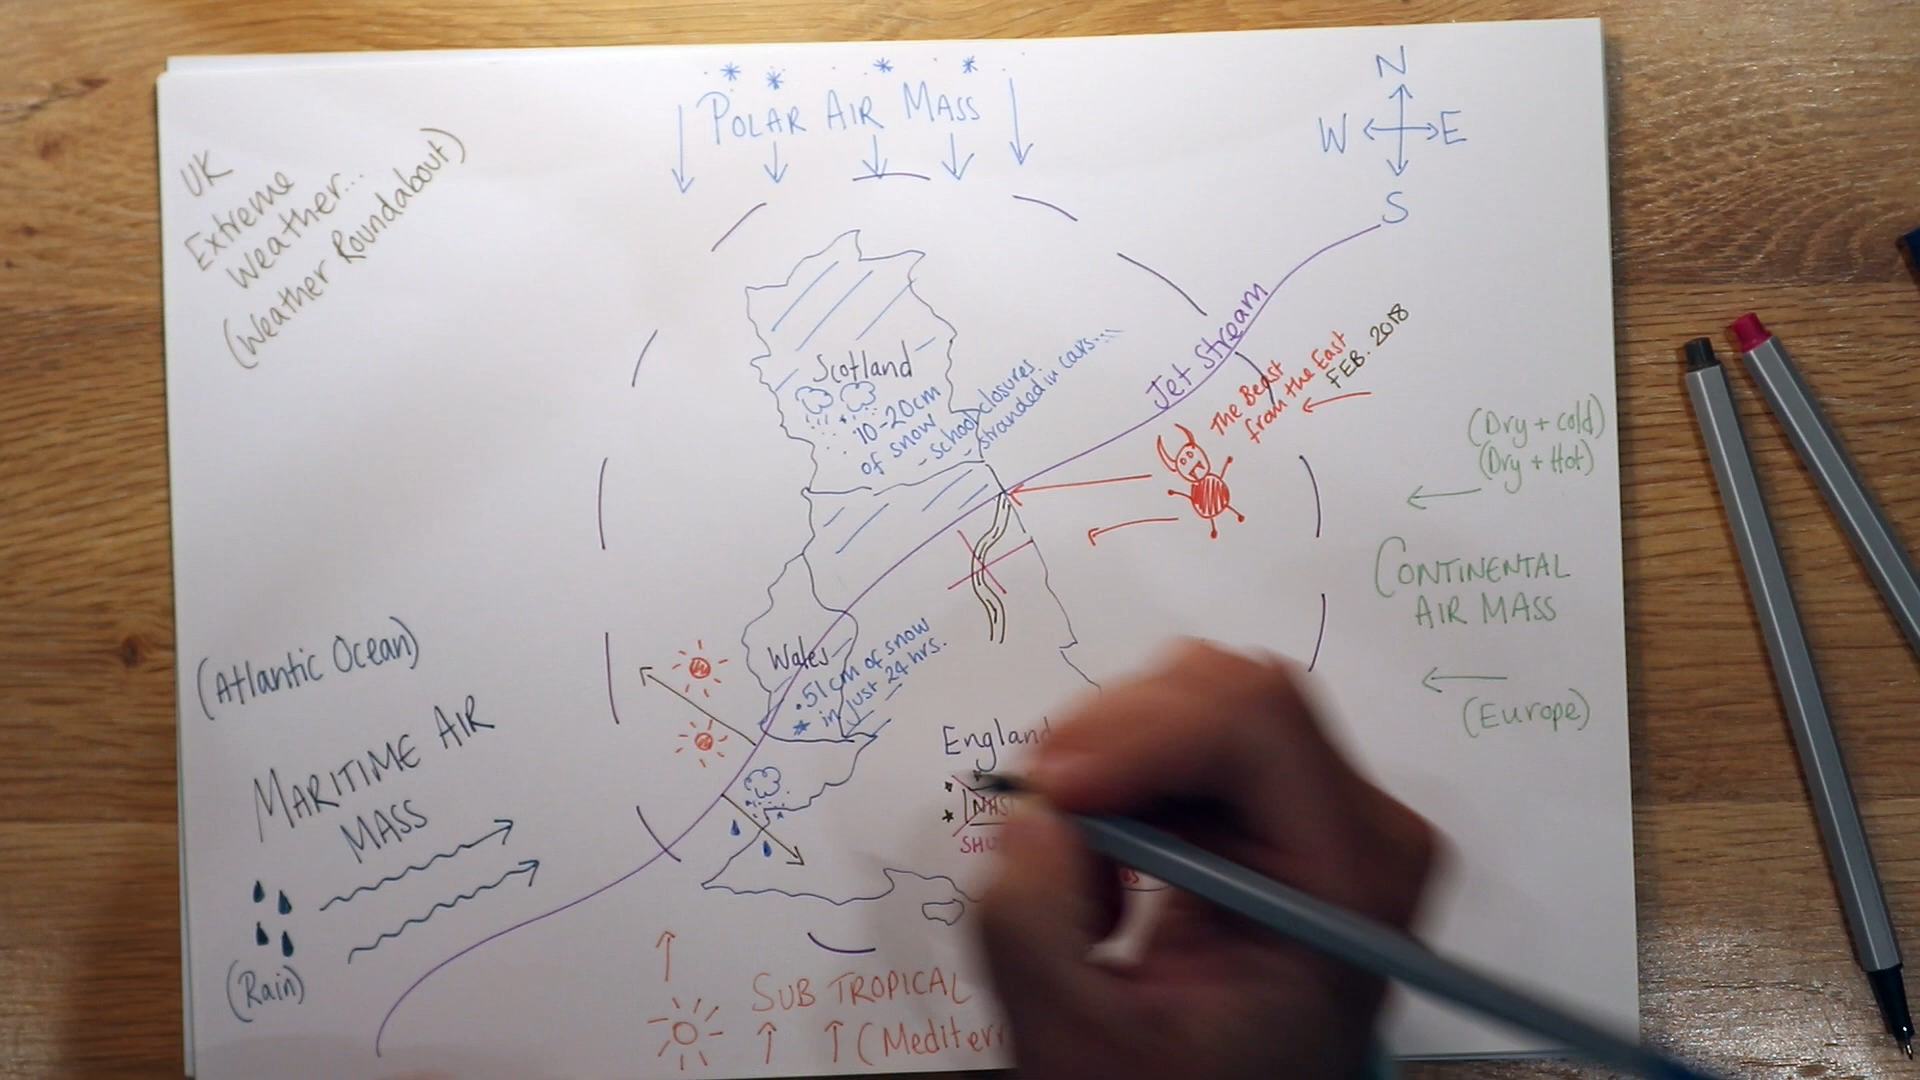 POLAR AIR MASS
N
W E
S
UK
Extreme
Weather...
(Weather Roundabout)
Jet Stream
The Beast
from the East
FEB. 2018
Scotland
10-20cm
of snow
- school closures
- stranded in cars...
(Dry + cold)
(Dry + Hot)
CONTINENTAL
AIR MASS
(Europe)
Wales
.51cm of snow
in just 24 hrs.
England
(Atlantic Ocean)
MARITIME AIR
MASS
(Rain)
SUB TROPICAL